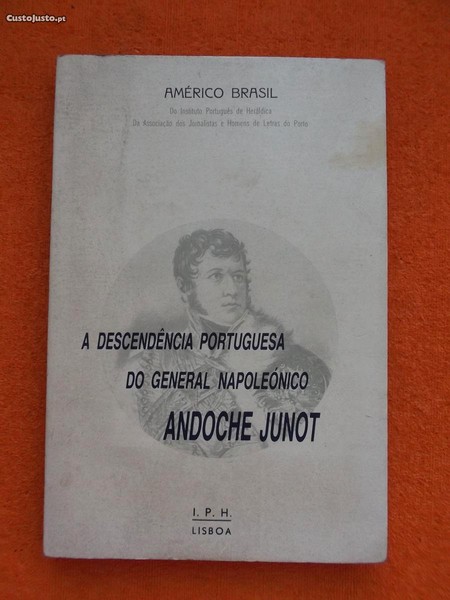 CustoJusto.pt
AMÉRICO BRASIL
Do Instituto Português de Heráldica
Da Associação dos Jornalistas e Homens de Letras do Porto
A DESCENDÊNCIA PORTUGUESA
DO GENERAL NAPOLEÓNICO
ANDOCHE JUNOT
I. P. H.
LISBOA